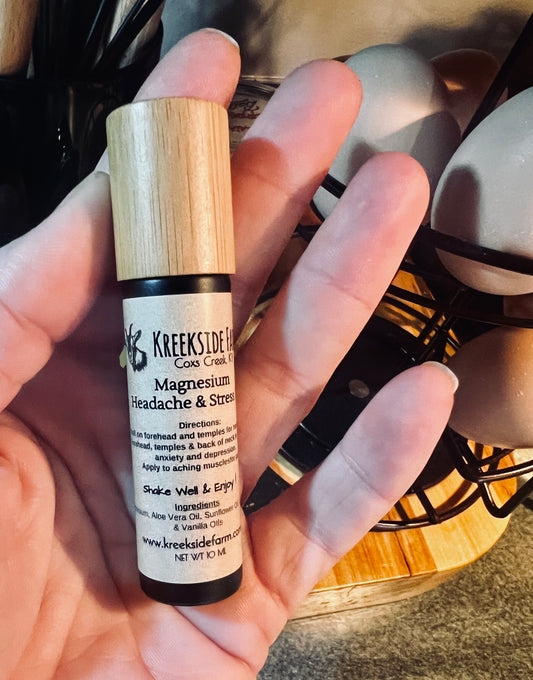 KREEKSIDE FA
Coxs Creek K
Magnesium
Headache & Stress
Directions:
on forehead and temples for
temples & back of neck
anxiety and depression.
Apply to aching muscles
Shake Well & Enjoy!
Ingredients
Aloe Vera Oil, Sunflower
& Vanilla Oils
www.kreeksidefarm.com
NET WT 10 ML